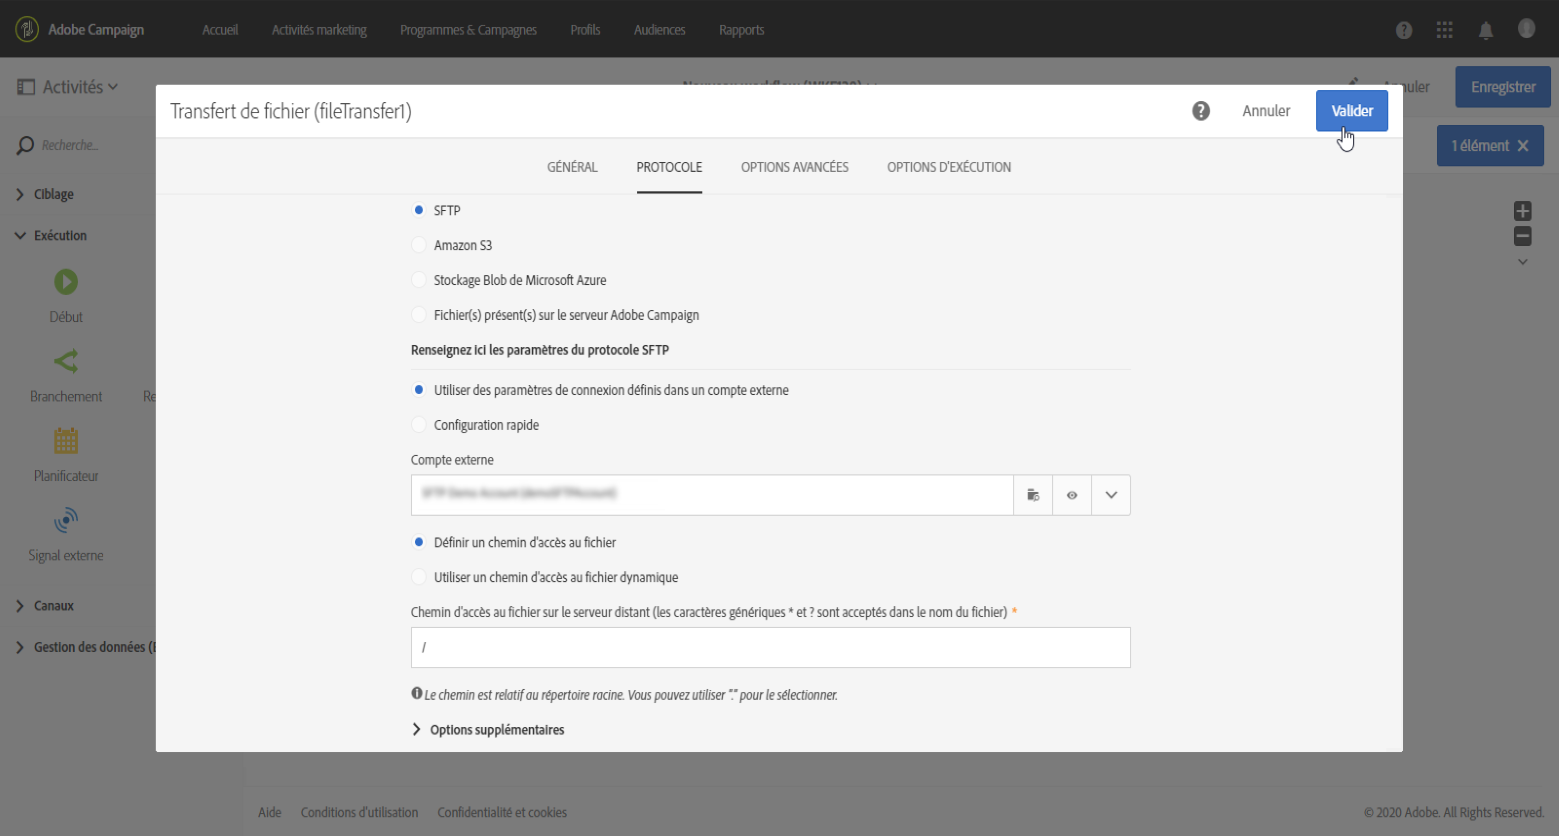 Adobe Campaign Accueil Activités marketing Programmes & Campagnes Profils Audiences Rapports
Activités
Annuler Enregistrer
Transfert de fichier (fileTransfer1) Annuler Valider
Recherche...
1 élément
GÉNÉRAL PROTOCOLE OPTIONS AVANCÉES OPTIONS D'EXÉCUTION
Ciblage
SFTP
Exécution
Amazon S3
Stockage Blob de Microsoft Azure
Début
Fichier(s) présent(s) sur le serveur Adobe Campaign
Renseignez ici les paramètres du protocole SFTP
Utiliser des paramètres de connexion définis dans un compte externe
Branchement Re
Configuration rapide
Compte externe
Planificateur
Définir un chemin d'accès au fichier
Signal externe
Utiliser un chemin d'accès au fichier dynamique
Canaux
Chemin d'accès au fichier sur le serveur distant (les caractères génériques * et ? sont acceptés dans le nom du fichier) *
Gestion des données (E
/
Le chemin est relatif au répertoire racine. Vous pouvez utiliser "." pour le sélectionner.
Options supplémentaires
Aide Conditions d'utilisation Confidentialité et cookies © 2020 Adobe. All Rights Reserved.